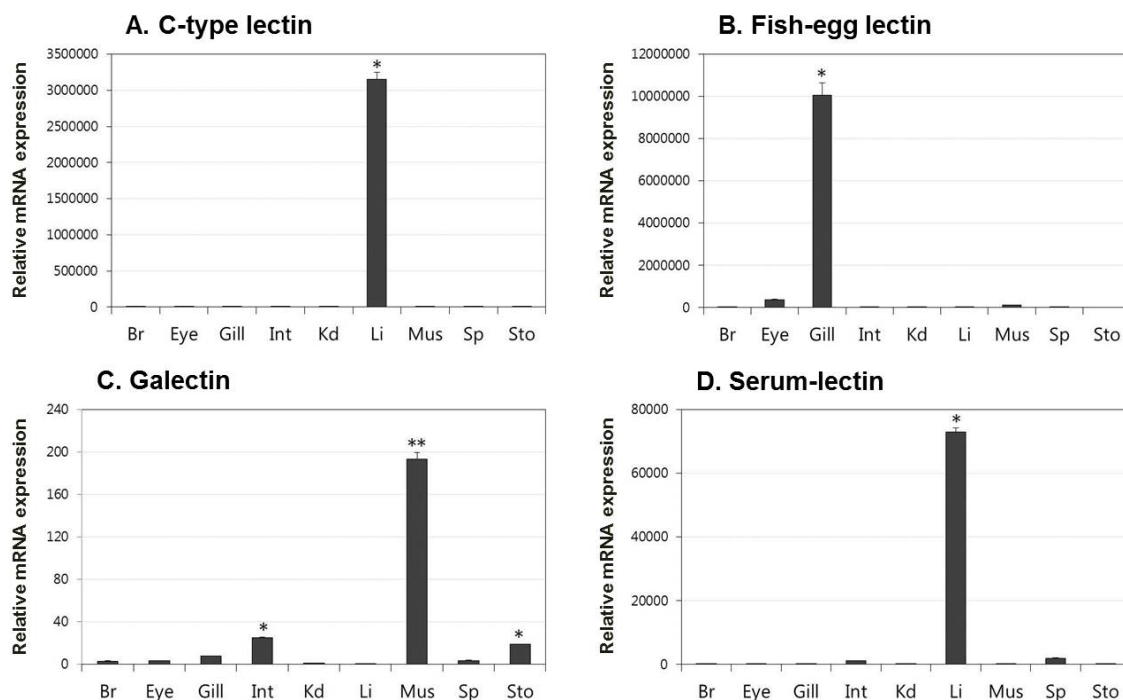 A. C-type lectin
Relative mRNA expression
3500000
3000000
2500000
2000000
1500000
1000000
500000
0
*
Br Eye Gill Int Kd Li Mus Sp Sto
B. Fish-egg lectin
Relative mRNA expression
12000000
10000000
8000000
6000000
4000000
2000000
0
*
Br Eye Gill Int Kd Li Mus Sp Sto
C. Galectin
Relative mRNA expression
240
200
160
120
80
40
0
*
**
*
Br Eye Gill Int Kd Li Mus Sp Sto
D. Serum-lectin
Relative mRNA expression
80000
60000
40000
20000
0
*
Br Eye Gill Int Kd Li Mus Sp Sto